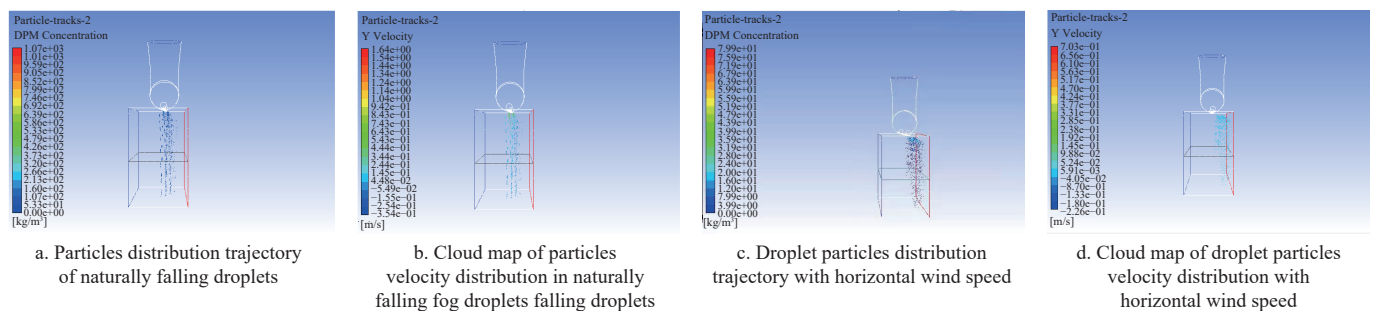 Particle-tracks-2
DPM Concentration
1.07e+03
1.01e+03
9.59e+02
9.05e+02
8.52e+02
7.99e+02
7.46e+02
6.92e+02
6.39e+02
5.86e+02
5.33e+02
4.79e+02
4.26e+02
3.73e+02
3.20e+02
2.66e+02
2.13e+02
1.60e+02
1.07e+02
5.33e+01
0.00e+00
[kg/m³]
a. Particles distribution trajectory
of naturally falling droplets
Particle-tracks-2
Y Velocity
1.64e+00
1.54e+00
1.44e+00
1.34e+00
1.24e+00
1.14e+00
1.04e+00
9.42e−01
8.43e−01
7.43e−01
6.43e−01
5.43e−01
4.44e−01
3.44e−01
2.44e−01
1.45e−01
4.48e−02
−5.49e−02
−1.55e−01
−2.54e−01
−3.54e−01
[m/s]
b. Cloud map of particles
velocity distribution in naturally
falling fog droplets falling droplets
Particle-tracks-2
DPM Concentration
7.99e+01
7.59e+01
7.19e+01
6.79e+01
6.39e+01
5.99e+01
5.59e+01
5.19e+01
4.79e+01
4.39e+01
3.99e+01
3.59e+01
3.19e+01
2.80e+01
2.40e+01
2.00e+01
1.60e+01
1.20e+01
7.99e+00
3.99e+00
0.00e+00
[kg/m³]
c. Droplet particles distribution
trajectory with horizontal wind speed
Particle-tracks-2
Y Velocity
7.03e−01
6.56e−01
6.10e−01
5.63e−01
5.17e−01
4.70e−01
4.24e−01
3.77e−01
3.31e−01
2.85e−01
2.38e−01
1.92e−01
1.45e−01
9.88e−02
5.24e−02
5.91e−03
−4.05e−02
−8.70e−02
−1.33e−01
−1.80e−01
−2.26e−01
[m/s]
d. Cloud map of droplet particles
velocity distribution with
horizontal wind speed